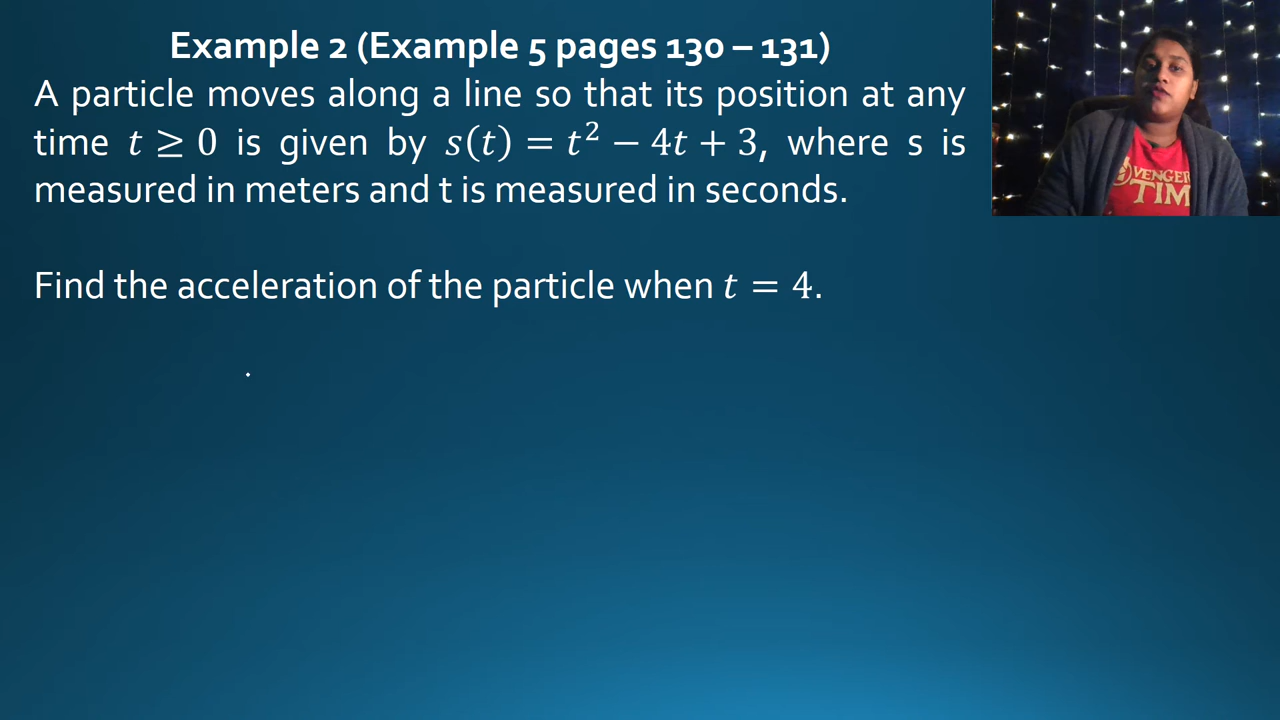 Example 2 (Example 5 pages 130 – 131)
A particle moves along a line so that its position at any
time t ≥ 0 is given by s(t) = t² − 4t + 3, where s is
measured in meters and t is measured in seconds.
Find the acceleration of the particle when t = 4.
VENGER
TIM